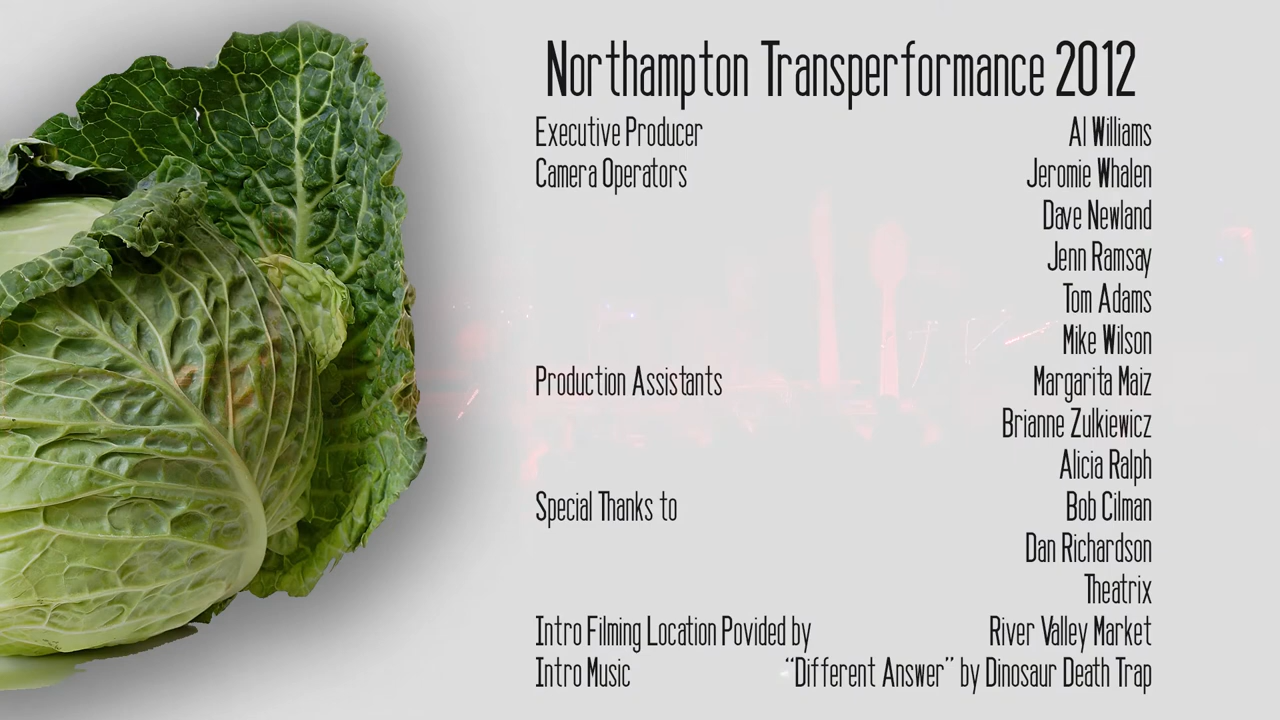 Northampton Transperformance 2012
Executive Producer Al Williams
Camera Operators Jeromie Whalen
Dave Newland
Jenn Ramsay
Tom Adams
Mike Wilson
Production Assistants Margarita Maiz
Brianne Zulkiewicz
Alicia Ralph
Special Thanks to Bob Cilman
Dan Richardson
Theatrix
Intro Filming Location Povided by River Valley Market
Intro Music “Different Answer” by Dinosaur Death Trap